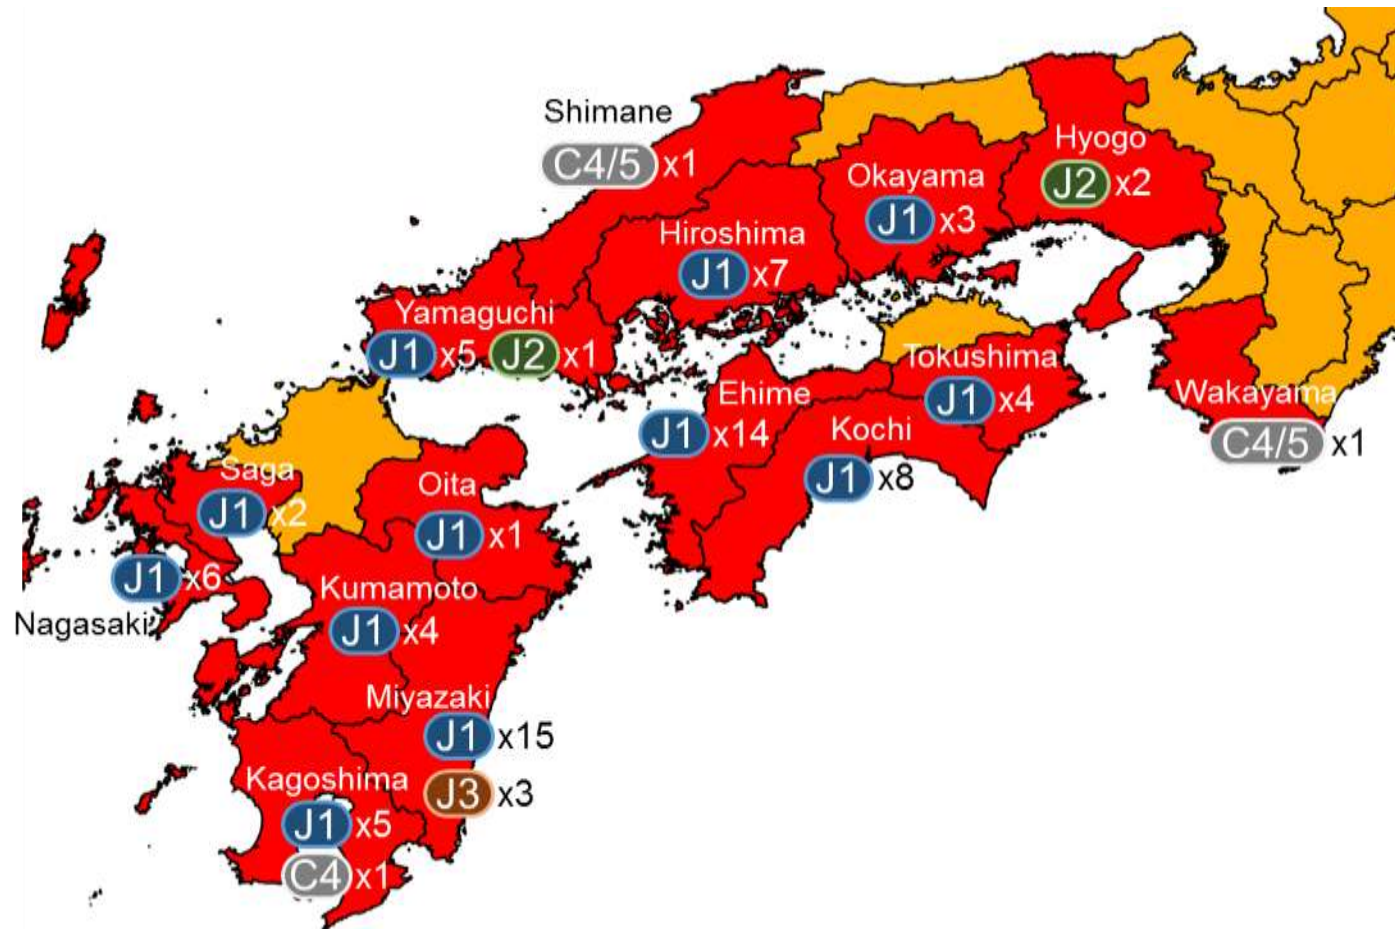 Shimane
C4/5 x1
Hyogo
J2 x2
Okayama
J1 x3
Hiroshima
J1 x7
Yamaguchi
J1 x5 J2 x1
Tokushima
J1 x4
Ehime
J1 x14
Wakayama
C4/5 x1
Kochi
J1 x8
Saga
J1 x2
Oita
J1 x1
J1 x6
Nagasaki
Kumamoto
J1 x4
Miyazaki
J1 x15
J3 x3
Kagoshima
J1 x5
C4 x1